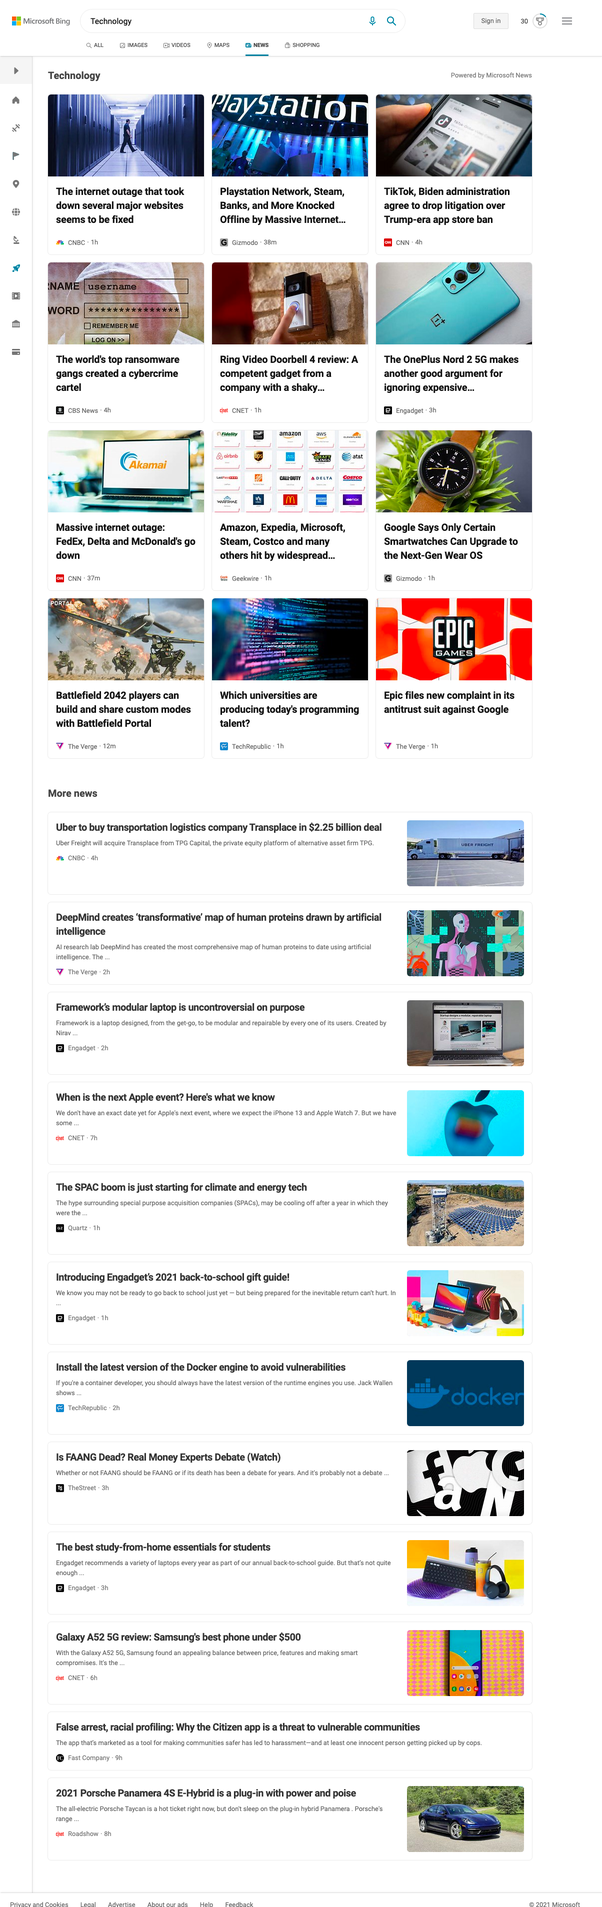 Microsoft Bing
Technology
Sign in
30
ALL
IMAGES
VIDEOS
MAPS
NEWS
SHOPPING
Technology
Powered by Microsoft News
PlayStation
The internet outage that took
down several major websites
seems to be fixed
CNBC · 1h
Playstation Network, Steam,
Banks, and More Knocked
Offline by Massive Internet...
Gizmodo · 38m
TikTok, Biden administration
agree to drop litigation over
Trump-era app store ban
CNN · 4h
NAME username
WORD **************
REMEMBER ME
LOG ON >>
The world's top ransomware
gangs created a cybercrime
cartel
CBS News · 4h
Ring Video Doorbell 4 review: A
competent gadget from a
company with a shaky...
CNET · 1h
The OnePlus Nord 2 5G makes
another good argument for
ignoring expensive...
Engadget · 3h
Akamai
Fidelity
amazon
aws
airbnb
at&t
CALL OF DUTY
DELTA
COSTCO
Massive internet outage:
FedEx, Delta and McDonald's go
down
CNN · 37m
Amazon, Expedia, Microsoft,
Steam, Costco and many
others hit by widespread...
Geekwire · 1h
Google Says Only Certain
Smartwatches Can Upgrade to
the Next-Gen Wear OS
Gizmodo · 1h
PORTAL
EPIC
GAMES
Battlefield 2042 players can
build and share custom modes
with Battlefield Portal
The Verge · 12m
Which universities are
producing today's programming
talent?
TechRepublic · 1h
Epic files new complaint in its
antitrust suit against Google
The Verge · 1h
More news
Uber to buy transportation logistics company Transplace in $2.25 billion deal
Uber Freight will acquire Transplace from TPG Capital, the private equity platform of alternative asset firm TPG.
CNBC · 4h
UBER FREIGHT
DeepMind creates 'transformative' map of human proteins drawn by artificial
intelligence
AI research lab DeepMind has created the most comprehensive map of human proteins to date using artificial
intelligence. The ...
The Verge · 2h
Framework's modular laptop is uncontroversial on purpose
Framework is a laptop designed, from the get-go, to be modular and repairable by every one of its users. Created by
Nirav ...
Engadget · 2h
When is the next Apple event? Here's what we know
We don't have an exact date yet for Apple's next event, where we expect the iPhone 13 and Apple Watch 7. But we have
some ...
CNET · 7h
The SPAC boom is just starting for climate and energy tech
The hype surrounding special purpose acquisition companies (SPACs), may be cooling off after a year in which they
were the ...
Quartz · 1h
Introducing Engadget's 2021 back-to-school gift guide!
We know you may not be ready to go back to school just yet — but being prepared for the inevitable return can't hurt. In
...
Engadget · 1h
Install the latest version of the Docker engine to avoid vulnerabilities
If you're a container developer, you should always have the latest version of the runtime engines you use. Jack Wallen
shows ...
TechRepublic · 2h
docker
Is FAANG Dead? Real Money Experts Debate (Watch)
Whether or not FAANG should be FAANG or if its death has been a debate for years. And it's probably not a debate ...
TheStreet · 3h
The best study-from-home essentials for students
Engadget recommends a variety of laptops every year as part of our annual back-to-school guide. But that's not quite
enough ...
Engadget · 3h
Galaxy A52 5G review: Samsung's best phone under $500
With the Galaxy A52 5G, Samsung found an appealing balance between price, features and making smart
compromises. It's the ...
CNET · 6h
False arrest, racial profiling: Why the Citizen app is a threat to vulnerable communities
The app that's marketed as a tool for making communities safer has led to harassment—and at least one innocent person getting picked up by cops.
Fast Company · 9h
2021 Porsche Panamera 4S E-Hybrid is a plug-in with power and poise
The all-electric Porsche Taycan is a hot ticket right now, but don't sleep on the plug-in hybrid Panamera . Porsche's
range ...
Roadshow · 8h
Privacy and Cookies
Legal
Advertise
About our ads
Help
Feedback
© 2021 Microsoft